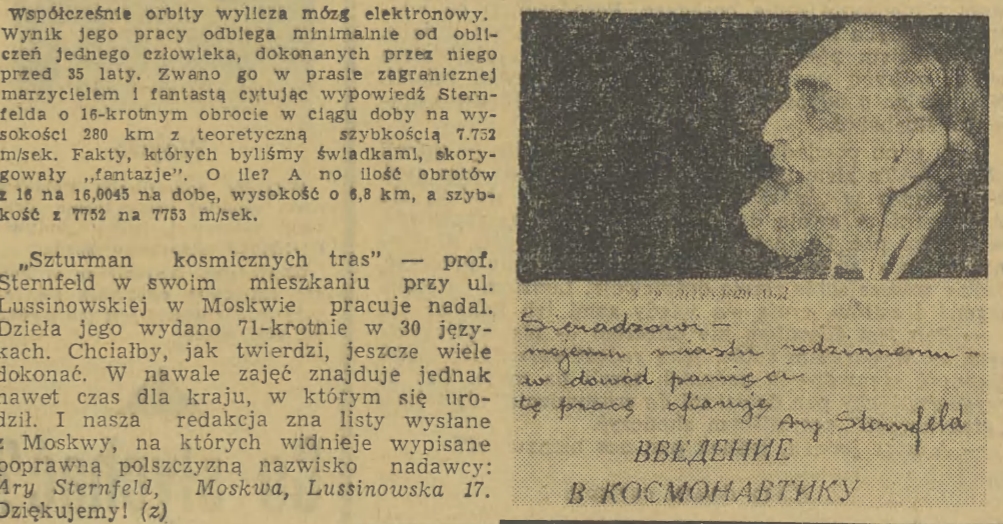 Współcześnie orbity wylicza mózg elektronowy.
Wynik jego pracy odbiega minimalnie od obli-
czeń jednego człowieka, dokonanych przez niego
przed 35 laty. Zwano go w prasie zagranicznej
marzycielem i fantastą cytując wypowiedź Stern-
felda o 16-krotnym obrocie w ciągu doby na wy-
sokości 280 km z teoretyczną szybkością 7.752
m/sek. Fakty, których byliśmy świadkami, skory-
gowały „fantazje”. O ile? A no ilość obrotów
z 16 na 16,0045 na dobę, wysokość o 6,8 km, a szyb-
kość z 7752 na 7753 m/sek.
„Szturman kosmicznych tras” — prof.
Sternfeld w swoim mieszkaniu przy ul.
Lussinowskiej w Moskwie pracuje nadal.
Dzieła jego wydano 71-krotnie w 30 języ-
kach. Chciałby, jak twierdzi, jeszcze wiele
dokonać. W nawale zajęć znajduje jednak
nawet czas dla kraju, w którym się uro-
dził. I nasza redakcja zna listy wysłane
z Moskwy, na których widnieje wypisane
poprawną polszczyzną nazwisko nadawcy:
Ary Sternfeld, Moskwa, Lussinowska 17.
Dziękujemy! (z)
Sieradzowi —
mojemu miastu rodzinnemu —
w dowód pamięci
tę pracę ofiaruję
Ary Sternfeld
ВВЕДЕНИЕ
В КОСМОНАВТИКУ